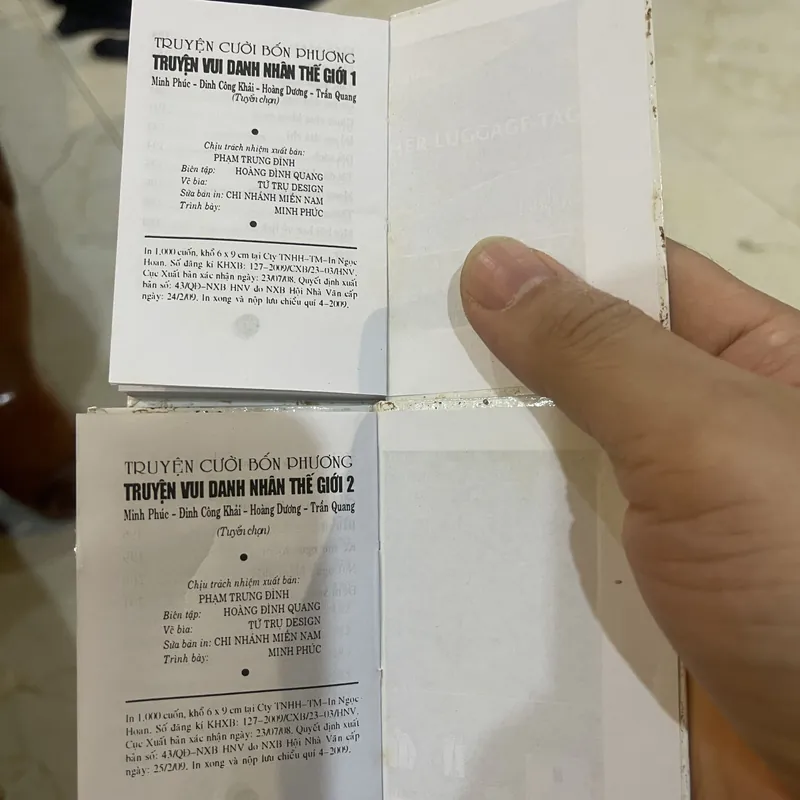 TRUYỆN CƯỜI BỐN PHƯƠNG
TRUYỆN VUI DANH NHÂN THẾ GIỚI 1
Minh Phúc - Đinh Công Khải - Hoàng Dương - Trần Quang
(Tuyển chọn)
Chịu trách nhiệm xuất bản:
PHẠM TRUNG ĐỈNH
Biên tập: HOÀNG ĐÌNH QUANG
Vẽ bìa: TỨ TRỤ DESIGN
Sửa bản in: CHI NHÁNH MIỀN NAM
Trình bày: MINH PHÚC
In 1.000 cuốn, khổ 6 x 9 cm tại Cty TNHH-TM-In Ngọc
Hoan. Số đăng kí KHXB: 127-2009/CXB/23-03/HNV.
Cục Xuất bản xác nhận ngày: 23/07/08. Quyết định xuất
bản số: 43/QĐ-NXB HNV do NXB Hội Nhà Văn cấp
ngày: 24/2/09. In xong và nộp lưu chiểu quí 4-2009.
HER LUGGAGE TAG
TRUYỆN CƯỜI BỐN PHƯƠNG
TRUYỆN VUI DANH NHÂN THẾ GIỚI 2
Minh Phúc - Đinh Công Khải - Hoàng Dương - Trần Quang
(Tuyển chọn)
Chịu trách nhiệm xuất bản:
PHẠM TRUNG ĐỈNH
Biên tập: HOÀNG ĐÌNH QUANG
Vẽ bìa: TỨ TRỤ DESIGN
Sửa bản in: CHI NHÁNH MIỀN NAM
Trình bày: MINH PHÚC
In 1.000 cuốn, khổ 6 x 9 cm tại Cty TNHH-TM-In Ngọc
Hoan. Số đăng kí KHXB: 127-2009/CXB/23-03/HNV.
Cục Xuất bản xác nhận ngày: 23/07/08. Quyết định xuất
bản số: 43/QĐ-NXB HNV do NXB Hội Nhà Văn cấp
ngày: 25/2/09. In xong và nộp lưu chiểu quí 4-2009.